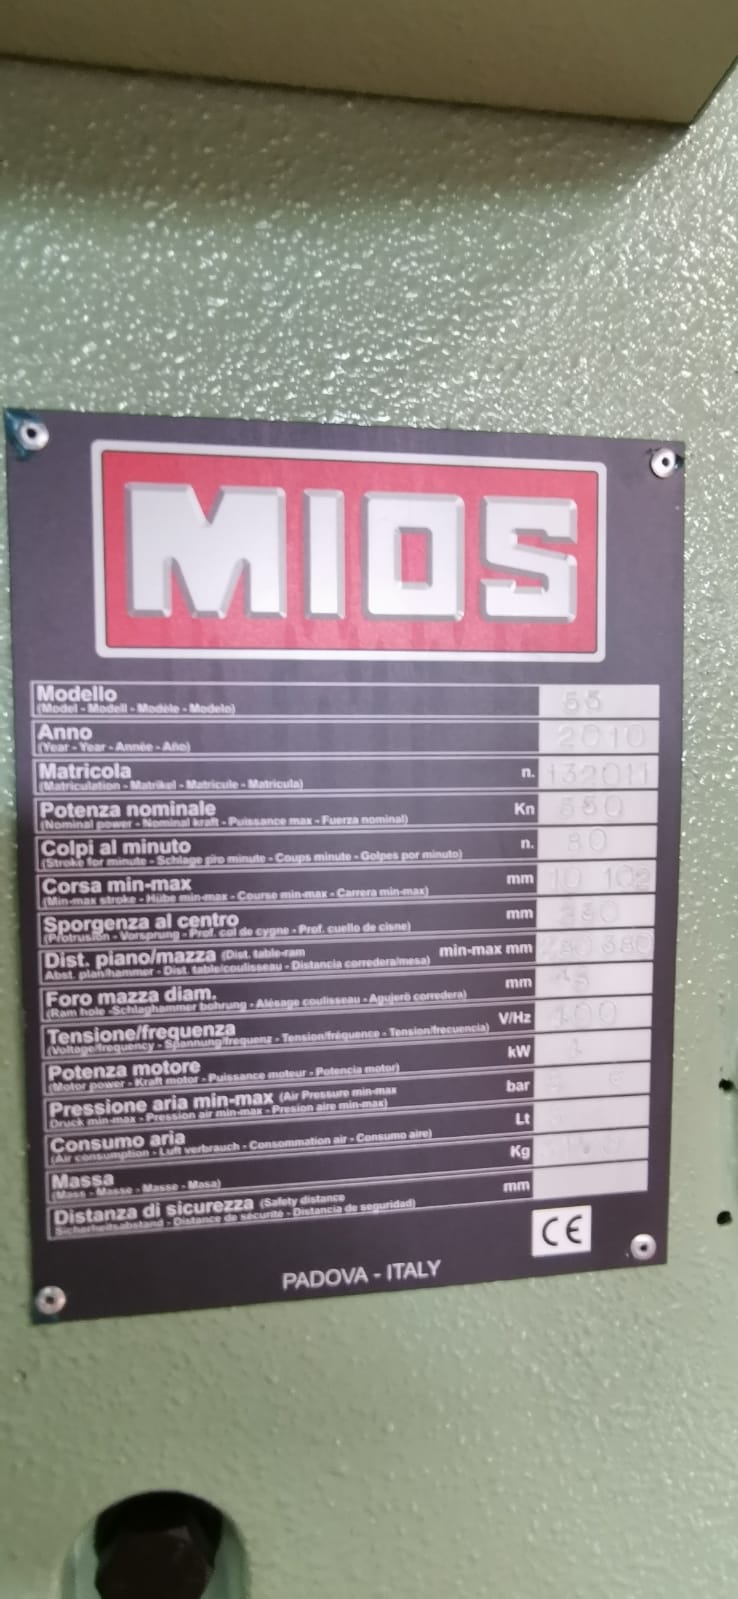 MIOS
Modello
(Model - Modell - Modèle - Modelo)
Anno 2010
(Year - Year - Année - Año)
Matricola n. 132011
(Matriculation - Matrikel - Matricule - Matricula)
Potenza nominale Kn
(Nominal power - Nominal kraft - Puissance max - Fuerza nominal)
Colpi al minuto n. 80
(Stroke for minute - Schlage pro minute - Coups minute - Golpes por minuto)
Corsa min-max mm 10 102
(Min-max stroke - Hübe min-max - Course min-max - Carrera min-max)
Sporgenza al centro mm
(Protrusion - Vorsprung - Prof. col de cygne - Prof. cuello de cisne)
Dist. piano/mazza (Dist. table-ram min-max mm
Abst. plan/hammer - Dist. table/coulisseau - Distancia corredera/mesa)
Foro mazza diam. mm
(Ram hole -Schlaghammer bohrung - Alésage coulisseau - Agujerò corredera)
Tensione/frequenza V/Hz
(Voltage/frequency - Spannung/frequenz - Tension/fréquence - Tension/frecuencia)
Potenza motore kW
(Motor power - Kraft motor - Puissance moteur - Potencia motor)
Pressione aria min-max (Air Pressure min-max bar
Druck min-max - Pression air min-max - Presion aire min-max)
Consumo aria Lt
(Air consumption - Luft verbrauch - Consommation air - Consumo aire)
Massa Kg
(Mass - Masse - Masse - Masa)
Distanza di sicurezza (Safety distance mm
Sicherheitsabstand - Distance de sécurité - Distancia de seguridad)
CE
PADOVA - ITALY